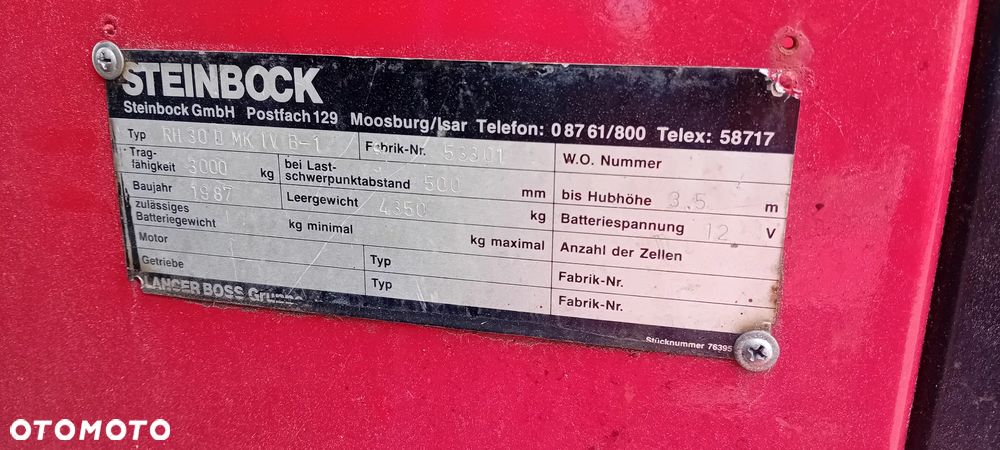 STEINBOCK
Steinbock GmbH Postfach 129 Moosburg/Isar Telefon: 0 87 61/800 Telex: 58717
Typ RH 30 D MK IV B-1 Fabrik-Nr. 53301 W.O. Nummer
Trag-
fähigkeit 3000 kg
bei Last-
schwerpunktabstand 500 mm
bis Hubhöhe 3.5 m
Baujahr 1987 Leergewicht 4350 kg Batteriespannung 12 V
zulässiges
Batteriegewicht kg minimal kg maximal Anzahl der Zellen
Motor Typ Fabrik-Nr.
Getriebe Typ Fabrik-Nr.
LANCER BOSS Gruppe
Stücknummer 76395
OTOMOTO